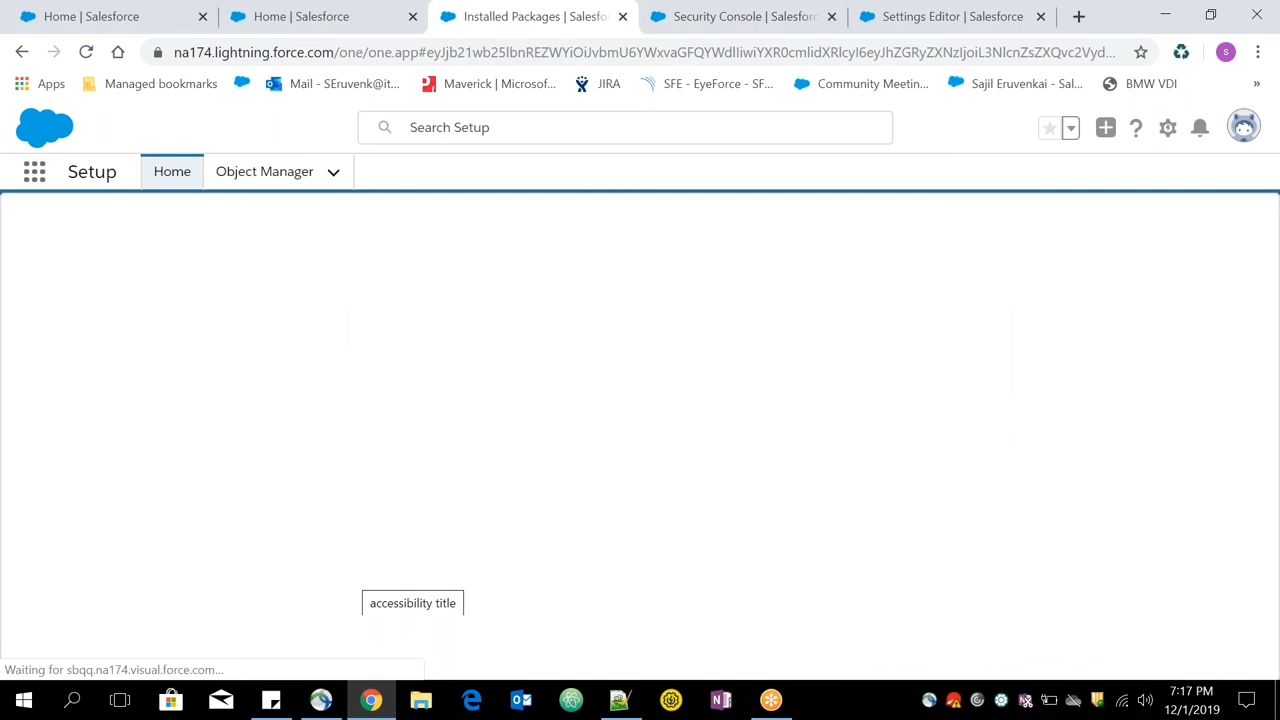 Home | Salesforce
Home | Salesforce
Installed Packages | Salesfo
Security Console | Salesforc
Settings Editor | Salesforce
na174.lightning.force.com/one/one.app#eyJjb21wb25lbnREZWYiOiJvbmU6YWxvaGFQYWdlIiwiYXR0cmlidXRlcyI6eyJhZGRyZXNzIjoiL3NlcnZsZXQvc2Vyd...
S
Apps
Managed bookmarks
Mail - SEruvenk@it...
Maverick | Microsof...
JIRA
SFE - EyeForce - SF...
Community Meetin...
Sajil Eruvenkai - Sal...
BMW VDI
»
Search Setup
Setup
Home
Object Manager
accessibility title
Waiting for sbqq.na174.visual.force.com...
7:17 PM
12/1/2019